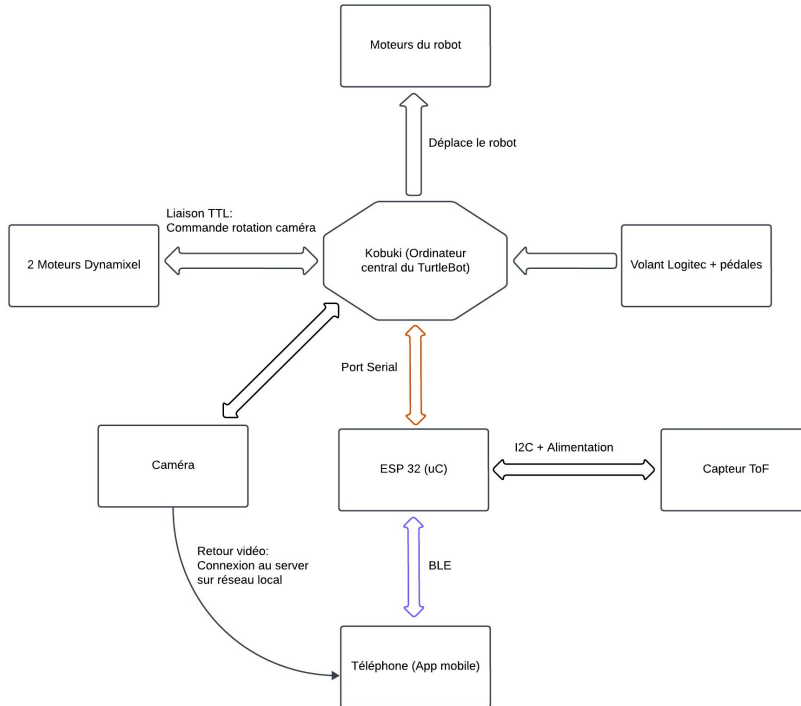 Moteurs du robot
Déplace le robot
Liaison TTL:
Commande rotation caméra
2 Moteurs Dynamixel
Kobuki (Ordinateur
central du TurtleBot)
Volant Logitec + pédales
Port Serial
Caméra
ESP 32 (uC)
I2C + Alimentation
Capteur ToF
Retour vidéo:
Connexion au server
sur réseau local
BLE
Téléphone (App mobile)